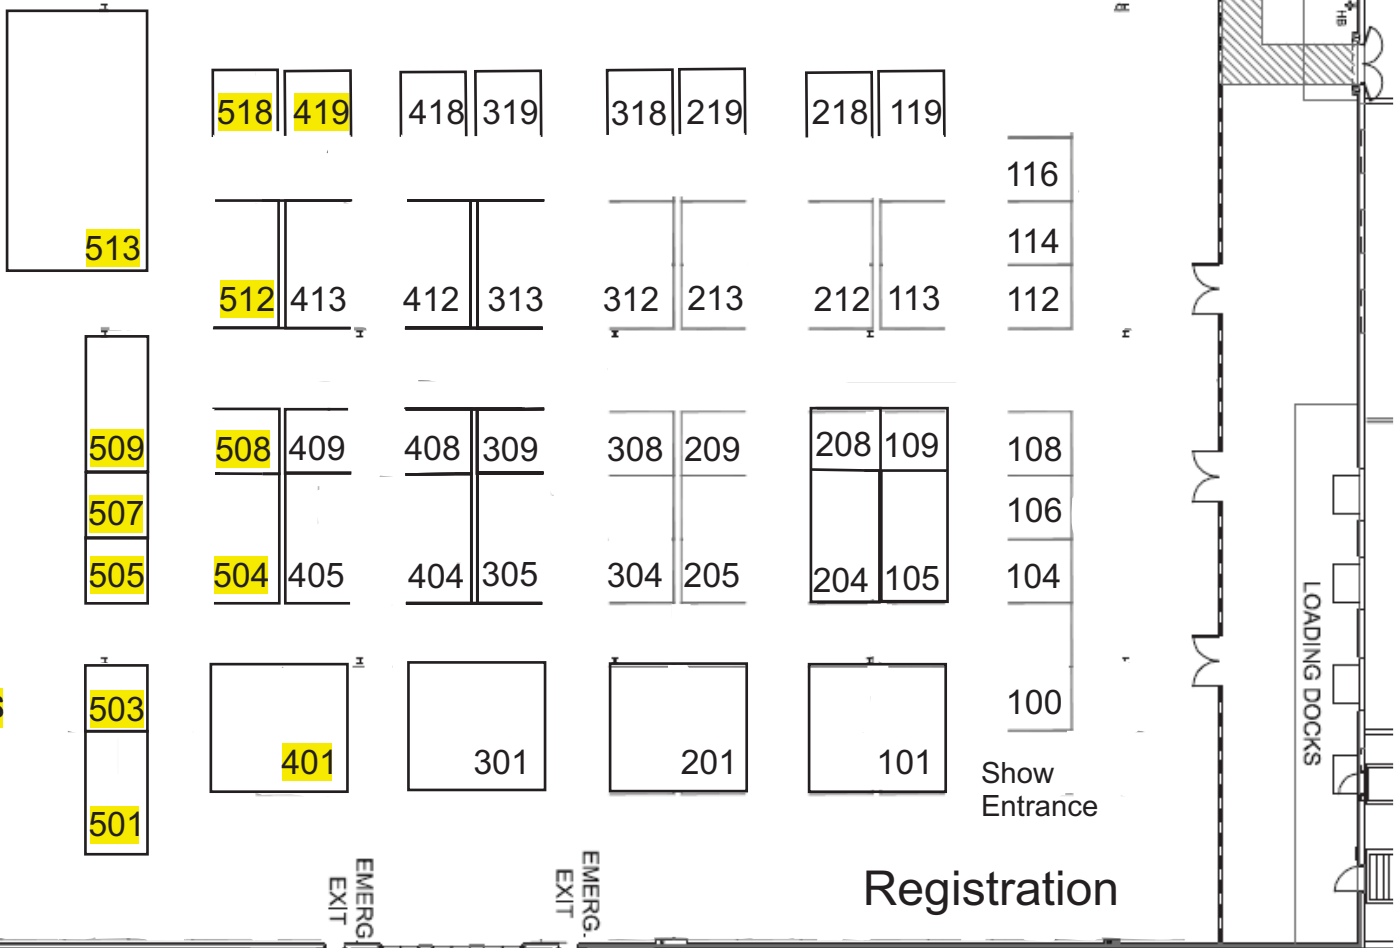 HB
518 419 418 319 318 219 218 119
116
114
513
512 413 412 313 312 213 212 113 112
509 508 409 408 309 308 209 208 109 108
507 106
505 504 405 404 305 304 205 204 105 104
LOADING DOCKS
503 100
401 301 201 101
Show
Entrance
501
EMERG.
EXIT
EMERG.
EXIT
Registration